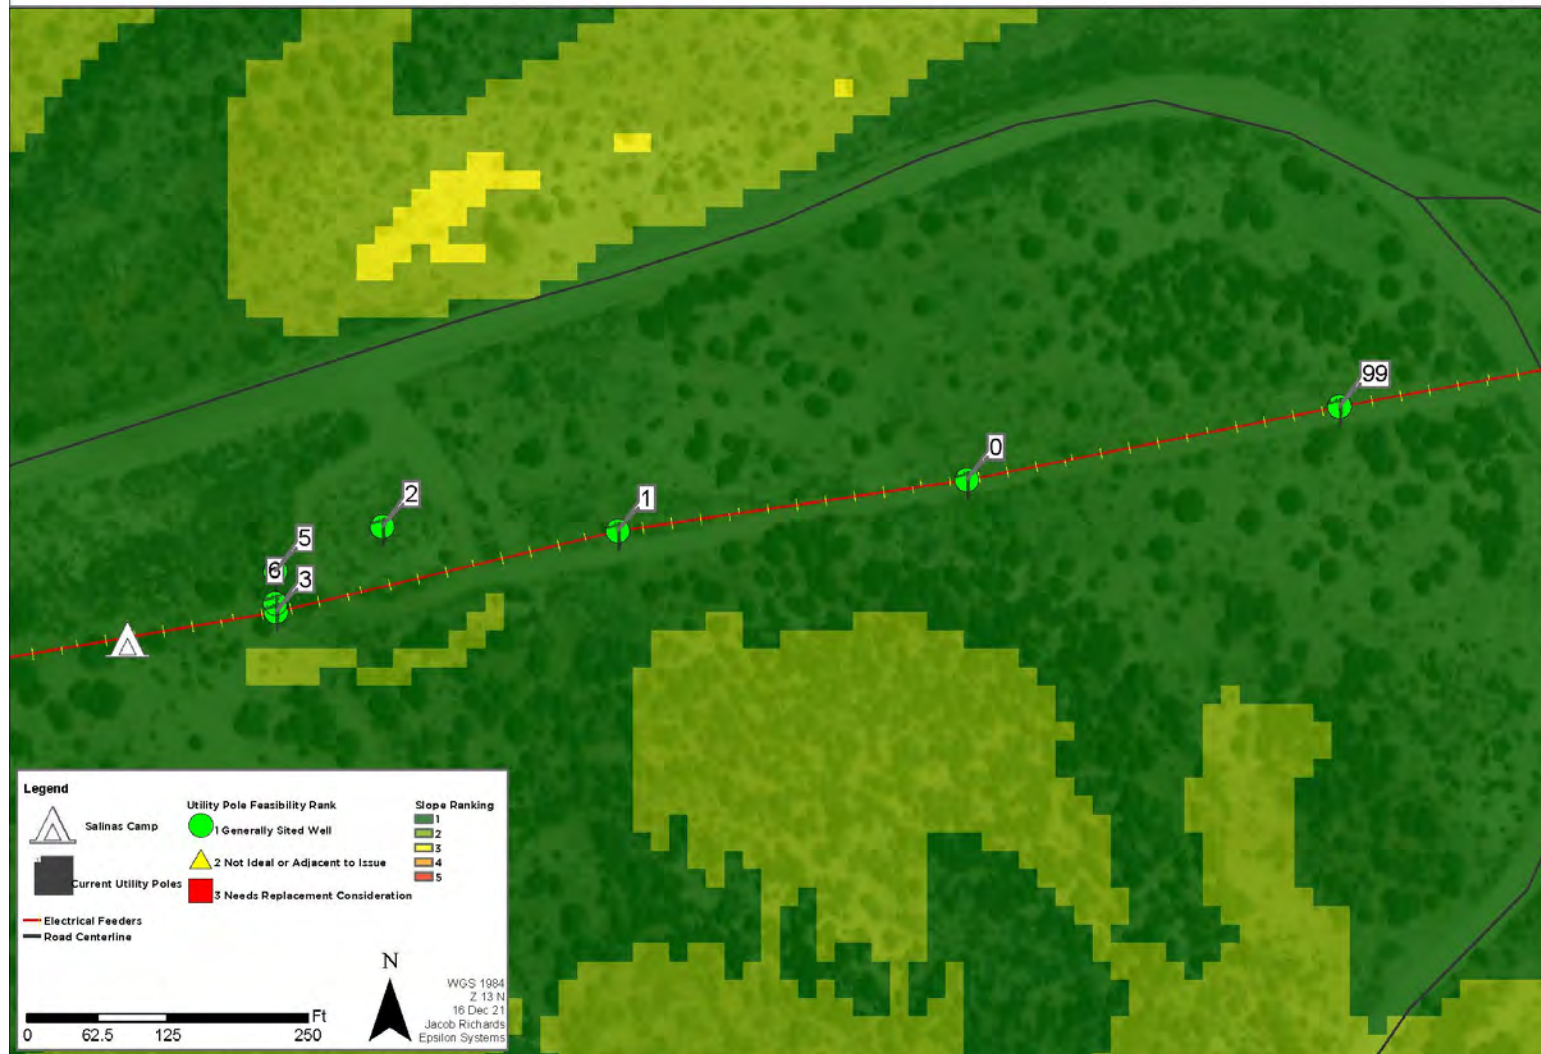 99
0
2
1
5
6
3
Legend
Salinas Camp
Current Utility Poles
Electrical Feeders
Road Centerline
Utility Pole Feasibility Rank
1 Generally Sited Well
2 Not Ideal or Adjacent to Issue
3 Needs Replacement Consideration
Slope Ranking
1
2
3
4
5
N
WGS 1984
Z 13 N
16 Dec 21
Jacob Richards
Epsilon Systems
Ft
0 62.5 125 250